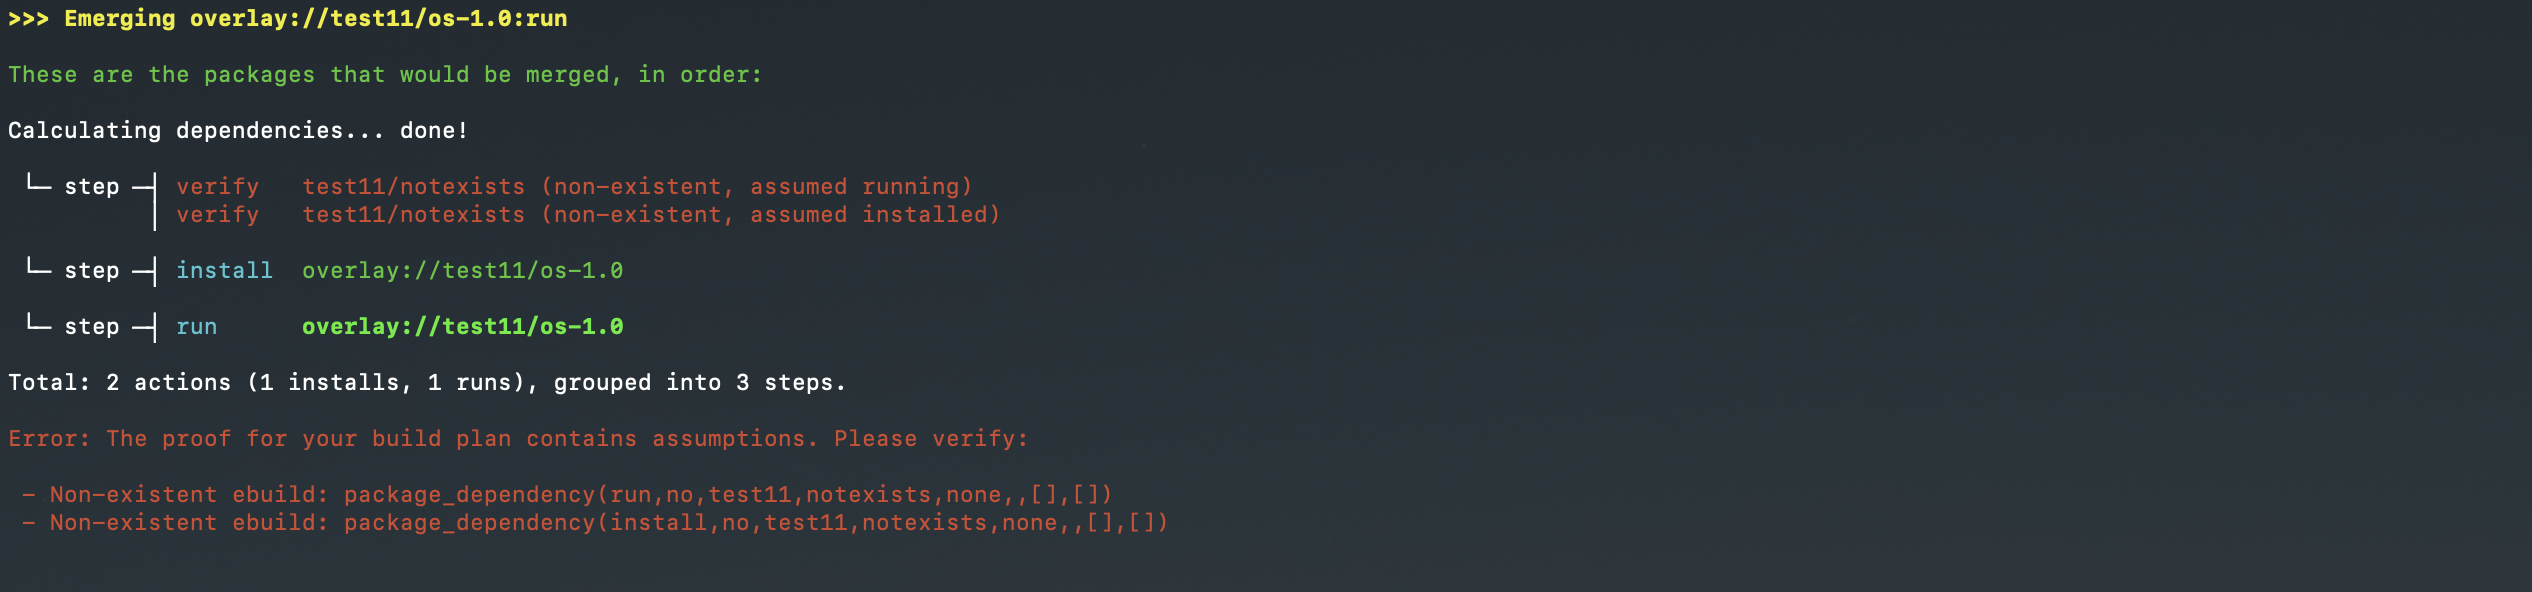 >>> Emerging overlay://test11/os-1.0:run
These are the packages that would be merged, in order:
Calculating dependencies... done!
└─ step ─┤ verify   test11/notexists (non-existent, assumed running)
         │ verify   test11/notexists (non-existent, assumed installed)
└─ step ─┤ install  overlay://test11/os-1.0
└─ step ─┤ run      overlay://test11/os-1.0
Total: 2 actions (1 installs, 1 runs), grouped into 3 steps.
Error: The proof for your build plan contains assumptions. Please verify:
- Non-existent ebuild: package_dependency(run,no,test11,notexists,none,,[],[])
- Non-existent ebuild: package_dependency(install,no,test11,notexists,none,,[],[])